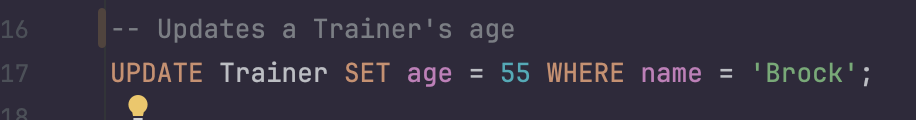 16 -- Updates a Trainer's age
17 UPDATE Trainer SET age = 55 WHERE name = 'Brock';
18